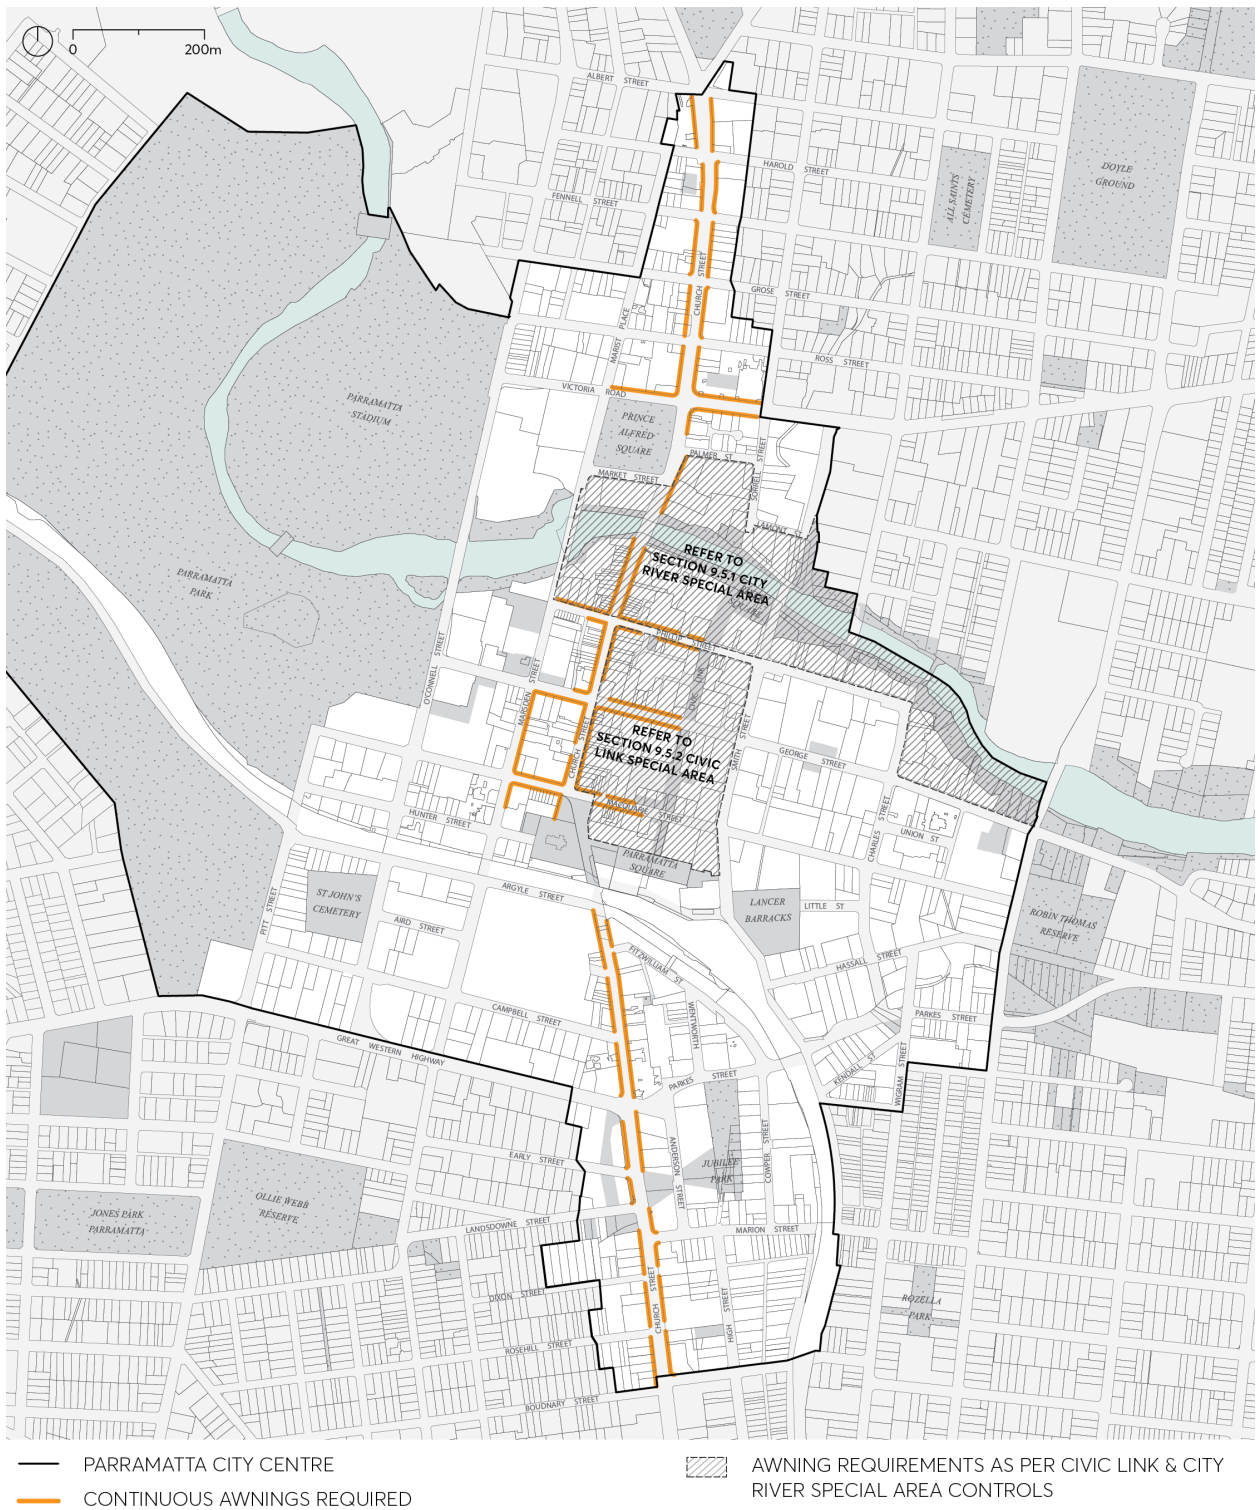 0 200m
ALBERT STREET
HAROLD STREET
FENNELL STREET
DOYLE
GROUND
ALL SAINTS
CEMETERY
CHURCH STREET
GROSE STREET
MARIST PLACE
ROSS STREET
VICTORIA ROAD
PARRAMATTA
STADIUM
PRINCE
ALFRED
SQUARE
PALMER ST
SORRELL STREET
MARKET STREET
LAMONT ST
REFER TO
SECTION 9.5.1 CITY
RIVER SPECIAL AREA
SQUARE
PARRAMATTA
PARK
PHILLIP STREET
O'CONNELL STREET
MARSDEN STREET
CIVIC LINK
CHURCH STREET
REFER TO
SECTION 9.5.2 CIVIC
LINK SPECIAL AREA
SMITH STREET
GEORGE STREET
MACQUARIE STREET
HUNTER STREET
CHARLES STREET
UNION ST
PARRAMATTA
SQUARE
ARGYLE STREET
ST JOHN'S
CEMETERY
PITT STREET
AIRD STREET
LANCER
BARRACKS
LITTLE ST
ROBIN THOMAS
RESERVE
FITZWILLIAM ST
HASSALL STREET
CAMPBELL STREET
WENTWORTH
PARKES STREET
GREAT WESTERN HIGHWAY
PARKES STREET
KENDALL ST
WIGRAM STREET
EARLY STREET
ANDERSON STREET
JUBILEE
PARK
COWPER STREET
OLLIE WEBB
RESERVE
JONES PARK
PARRAMATTA
LANDSDOWNE STREET
MARION STREET
DIXON STREET
CHURCH STREET
HIGH STREET
ROZELLA
PARK
ROSEHILL STREET
BOUDNARY STREET
PARRAMATTA CITY CENTRE
CONTINUOUS AWNINGS REQUIRED
AWNING REQUIREMENTS AS PER CIVIC LINK & CITY
RIVER SPECIAL AREA CONTROLS